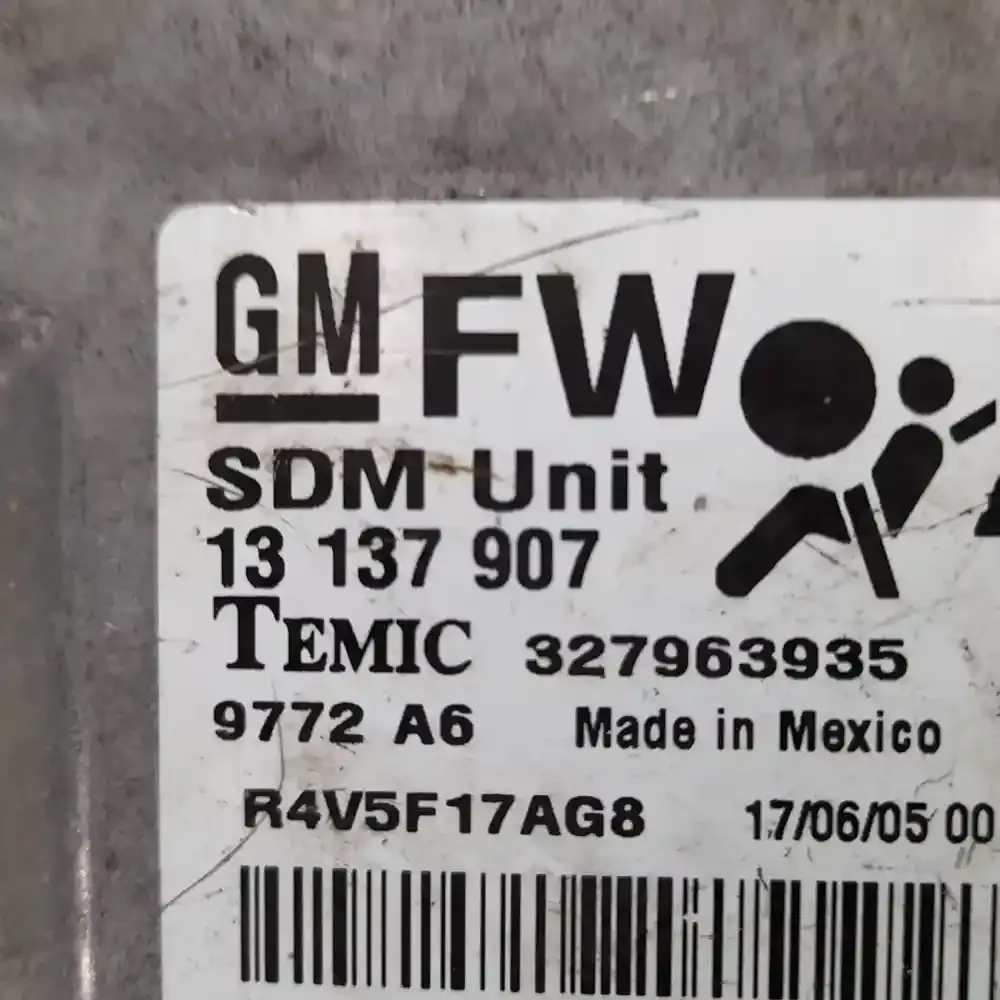 GM FW
SDM Unit
13 137 907
TEMIC 327963935
9772 A6 Made in Mexico
R4V5F17AG8 17/06/05 00